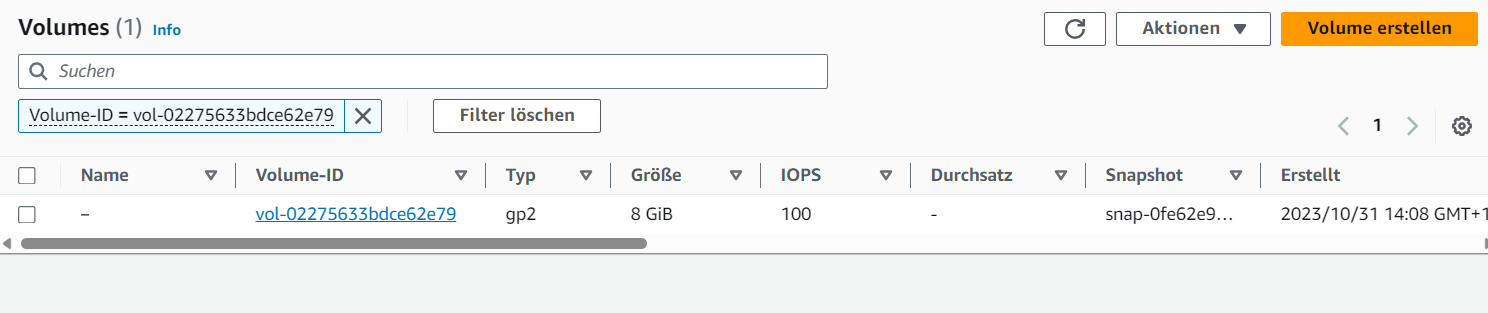 Volumes (1) Info
Aktionen
Volume erstellen
Suchen
Volume-ID = vol-02275633bdce62e79
Filter löschen
1
Name Volume-ID Typ Größe IOPS Durchsatz Snapshot Erstellt
– vol-02275633bdce62e79 gp2 8 GiB 100 - snap-0fe62e9... 2023/10/31 14:08 GMT+1